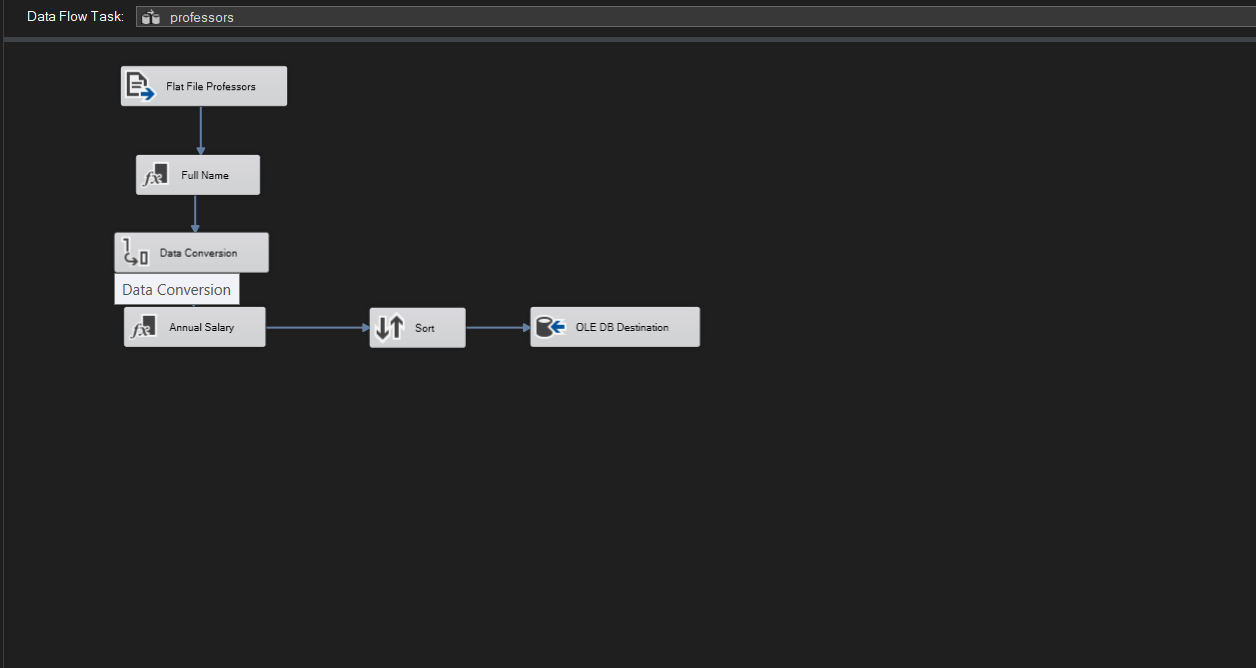 Data Flow Task: professors
Flat File Professors
Full Name
Data Conversion
Data Conversion
Annual Salary
Sort
OLE DB Destination